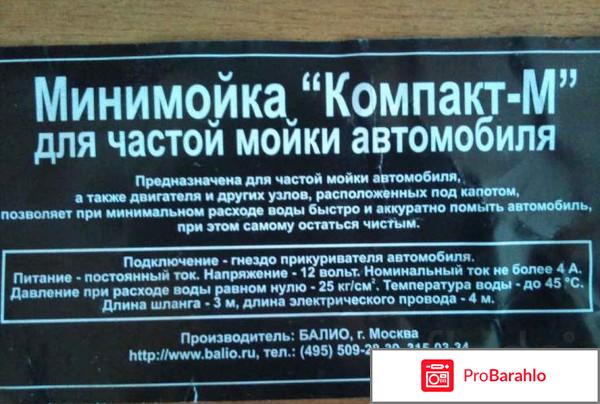 Минимойка “Компакт-М”
для частой мойки автомобиля
Предназначена для частой мойки автомобиля,
а также двигателя и других узлов, расположенных под капотом,
позволяет при минимальном расходе воды быстро и аккуратно помыть автомобиль,
при этом самому остаться чистым.
Подключение - гнездо прикуривателя автомобиля.
Питание - постоянный ток. Напряжение - 12 вольт. Номинальный ток не более 4 А.
Давление при расходе воды равном нулю - 25 кг/см². Температура воды - до 45 °С.
Длина шланга - 3 м, длина электрического провода - 4 м.
Производитель: БАЛИО, г. Москва
http://www.balio.ru, тел.: (495)
ProBarahlo